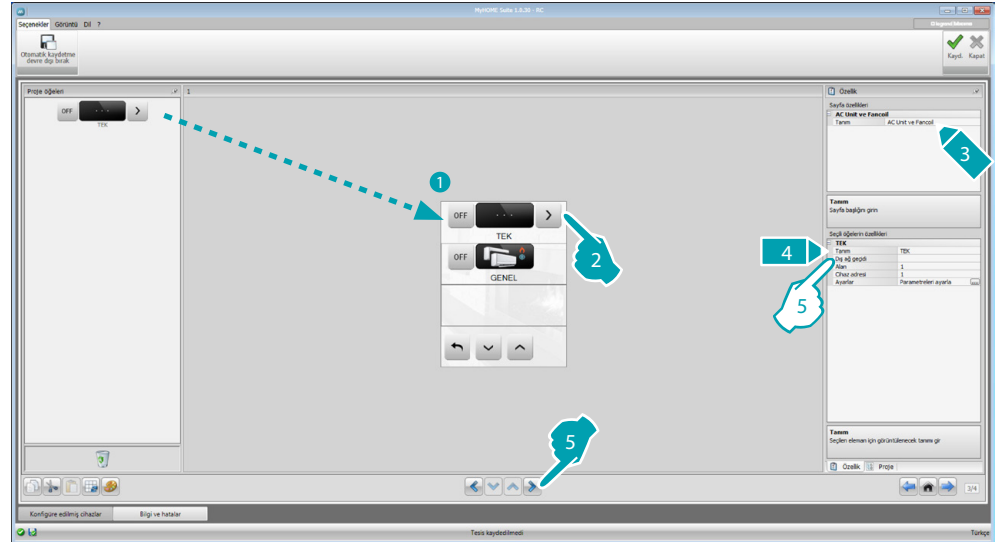 MyHOME Suite 1.6.30 - BC
Seçenekler Görüntü Dil ?
Otomatik kaydetme
devre dışı bırak
Kayd. Kapat
Proje öğeleri
1
Özellik
OFF
TEK
Sayfa özellikleri
AC Unit ve Fancoil
Tanım AC Unit ve Fancoil
3
1
OFF
TEK
2
OFF
GENEL
Tanım
Sayfa başlığını girin
Seçili öğelerin özellikleri
TEK
Tanım TEK
4
Dış ağ geçidi
Alan 1
Cihaz adresi 1
Ayarlar Parametreleri ayarla
5
5
Tanım
Seçilen eleman için görüntülenecek tanımı gir
Özellik Proje
3/4
Konfigüre edilmiş cihazlar Bilgi ve hatalar
Tesis kaydedilmedi Türkçe